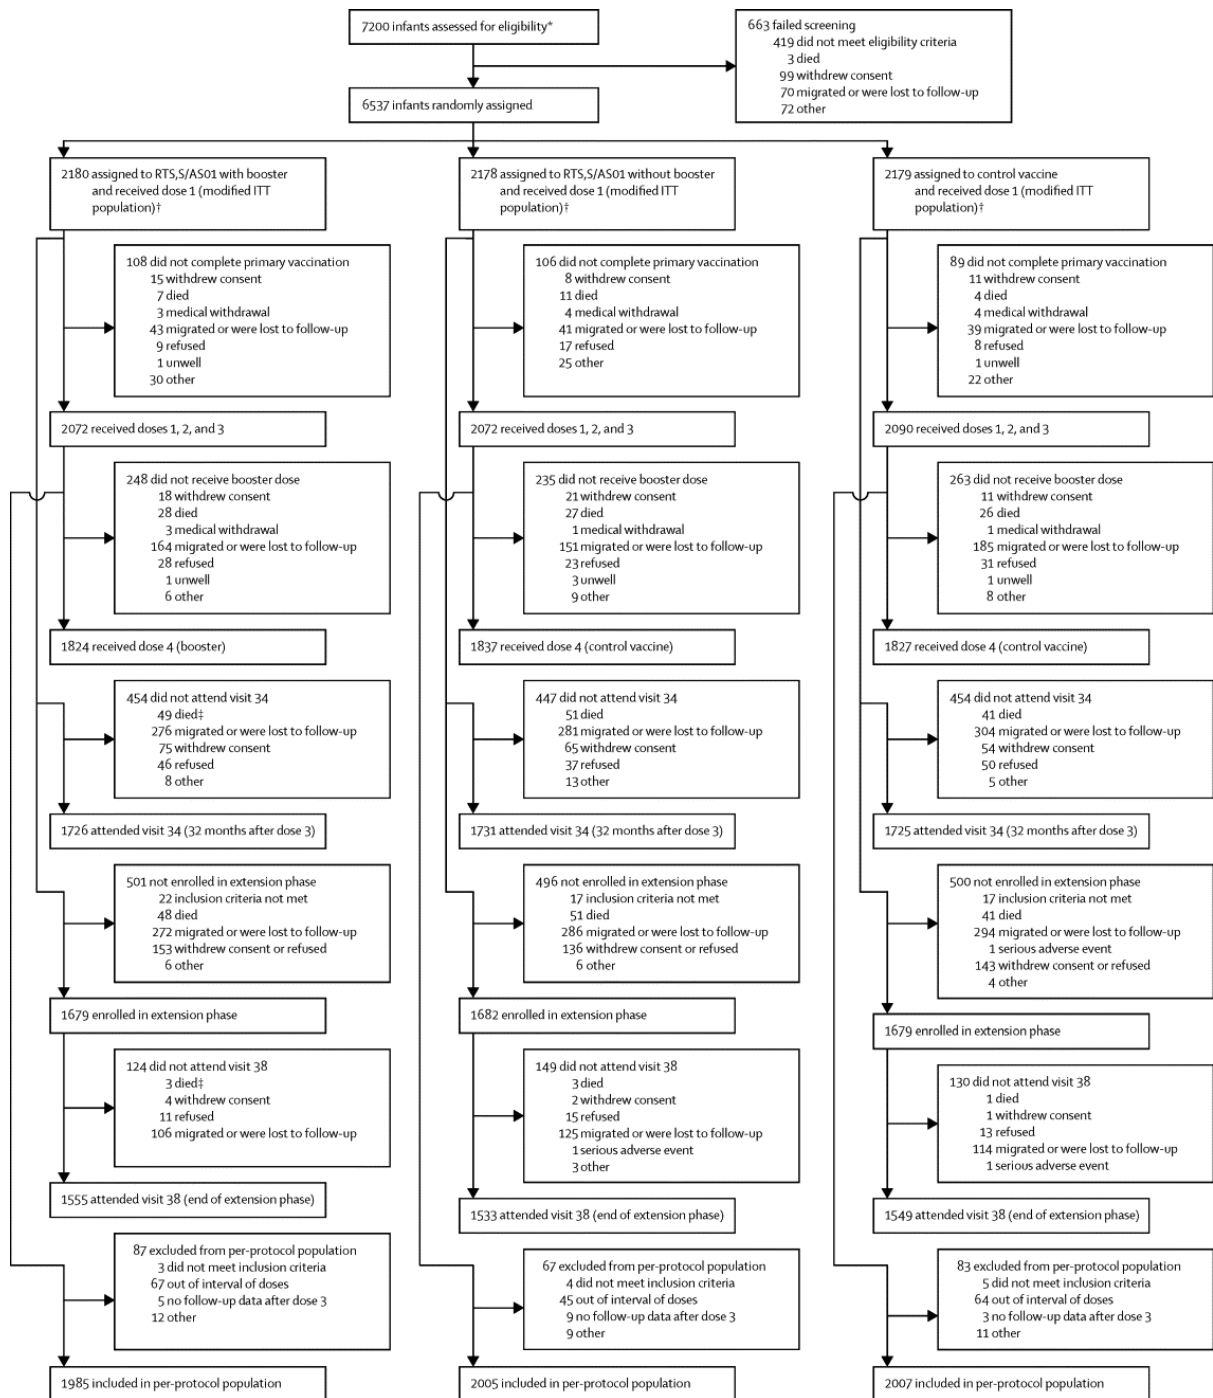 7200 infants assessed for eligibility*
663 failed screening
419 did not meet eligibility criteria
3 died
99 withdrew consent
70 migrated or were lost to follow-up
72 other
6537 infants randomly assigned
2180 assigned to RTS,S/AS01 with booster
and received dose 1 (modified ITT
population)†
2178 assigned to RTS,S/AS01 without booster
and received dose 1 (modified ITT
population)†
2179 assigned to control vaccine
and received dose 1 (modified ITT
population)†
108 did not complete primary vaccination
15 withdrew consent
7 died
3 medical withdrawal
43 migrated or were lost to follow-up
9 refused
1 unwell
30 other
106 did not complete primary vaccination
8 withdrew consent
11 died
4 medical withdrawal
41 migrated or were lost to follow-up
17 refused
25 other
89 did not complete primary vaccination
11 withdrew consent
4 died
4 medical withdrawal
39 migrated or were lost to follow-up
8 refused
1 unwell
22 other
2072 received doses 1, 2, and 3
2072 received doses 1, 2, and 3
2090 received doses 1, 2, and 3
248 did not receive booster dose
18 withdrew consent
28 died
3 medical withdrawal
164 migrated or were lost to follow-up
28 refused
1 unwell
6 other
235 did not receive booster dose
21 withdrew consent
27 died
1 medical withdrawal
151 migrated or were lost to follow-up
23 refused
3 unwell
9 other
263 did not receive booster dose
11 withdrew consent
26 died
1 medical withdrawal
185 migrated or were lost to follow-up
31 refused
1 unwell
8 other
1824 received dose 4 (booster)
1837 received dose 4 (control vaccine)
1827 received dose 4 (control vaccine)
454 did not attend visit 34
49 died‡
276 migrated or were lost to follow-up
75 withdrew consent
46 refused
8 other
447 did not attend visit 34
51 died
281 migrated or were lost to follow-up
65 withdrew consent
37 refused
13 other
454 did not attend visit 34
41 died
304 migrated or were lost to follow-up
54 withdrew consent
50 refused
5 other
1726 attended visit 34 (32 months after dose 3)
1731 attended visit 34 (32 months after dose 3)
1725 attended visit 34 (32 months after dose 3)
501 not enrolled in extension phase
22 inclusion criteria not met
48 died
272 migrated or were lost to follow-up
153 withdrew consent or refused
6 other
496 not enrolled in extension phase
17 inclusion criteria not met
51 died
286 migrated or were lost to follow-up
136 withdrew consent or refused
6 other
500 not enrolled in extension phase
17 inclusion criteria not met
41 died
294 migrated or were lost to follow-up
1 serious adverse event
143 withdrew consent or refused
4 other
1679 enrolled in extension phase
1682 enrolled in extension phase
1679 enrolled in extension phase
124 did not attend visit 38
3 died‡
4 withdrew consent
11 refused
106 migrated or were lost to follow-up
149 did not attend visit 38
3 died
2 withdrew consent
15 refused
125 migrated or were lost to follow-up
1 serious adverse event
3 other
130 did not attend visit 38
1 died
1 withdrew consent
13 refused
114 migrated or were lost to follow-up
1 serious adverse event
1555 attended visit 38 (end of extension phase)
1533 attended visit 38 (end of extension phase)
1549 attended visit 38 (end of extension phase)
87 excluded from per-protocol population
3 did not meet inclusion criteria
67 out of interval of doses
5 no follow-up data after dose 3
12 other
67 excluded from per-protocol population
4 did not meet inclusion criteria
45 out of interval of doses
9 no follow-up data after dose 3
9 other
83 excluded from per-protocol population
5 did not meet inclusion criteria
64 out of interval of doses
3 no follow-up data after dose 3
11 other
1985 included in per-protocol population
2005 included in per-protocol population
2007 included in per-protocol population